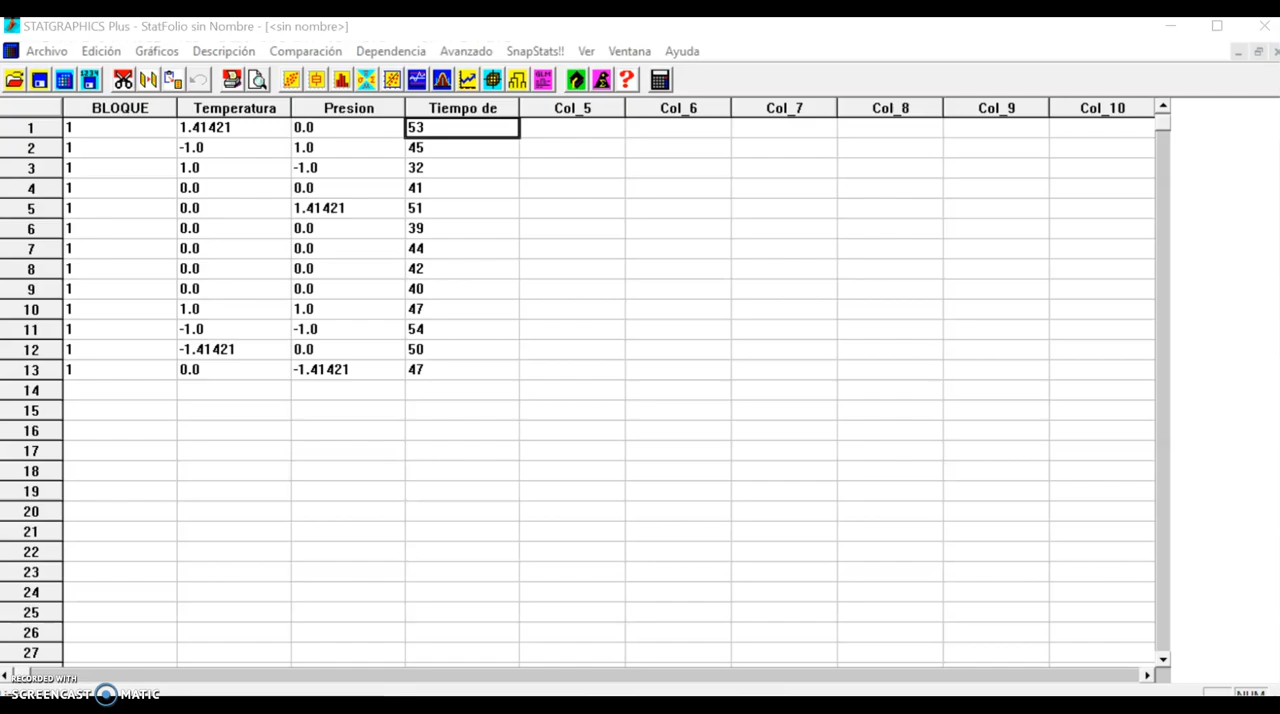 STATGRAPHICS Plus - StatFolio sin Nombre - [<sin nombre>]
Archivo Edición Gráficos Descripción Comparación Dependencia Avanzado SnapStats!! Ver Ventana Ayuda
BLOQUE Temperatura Presion Tiempo de Col_5 Col_6 Col_7 Col_8 Col_9 Col_10
1 1 1.41421 0.0 53
2 1 -1.0 1.0 45
3 1 1.0 -1.0 32
4 1 0.0 0.0 41
5 1 0.0 1.41421 51
6 1 0.0 0.0 39
7 1 0.0 0.0 44
8 1 0.0 0.0 42
9 1 0.0 0.0 40
10 1 1.0 1.0 47
11 1 -1.0 -1.0 54
12 1 -1.41421 0.0 50
13 1 0.0 -1.41421 47
14
15
16
17
18
19
20
21
22
23
24
25
26
27
RECORDED WITH
SCREENCAST MATIC
NUM